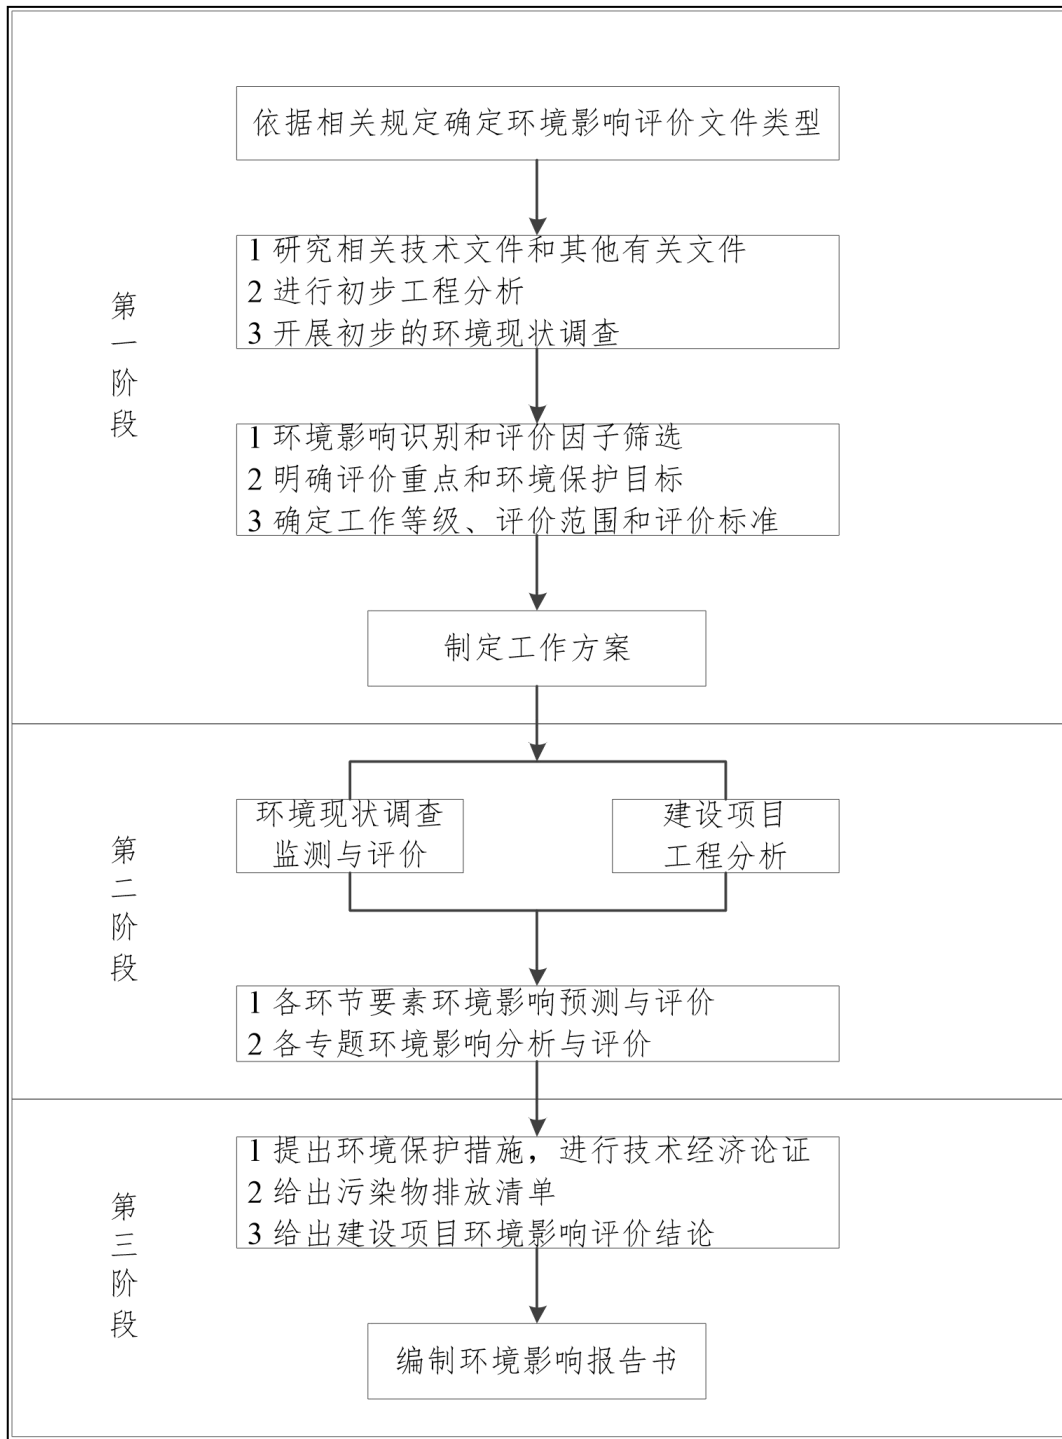 依据相关规定确定环境影响评价文件类型
1 研究相关技术文件和其他有关文件
2 进行初步工程分析
3 开展初步的环境现状调查
第一阶段
1 环境影响识别和评价因子筛选
2 明确评价重点和环境保护目标
3 确定工作等级、评价范围和评价标准
制定工作方案
环境现状调查
监测与评价
建设项目
工程分析
第二阶段
1 各环节要素环境影响预测与评价
2 各专题环境影响分析与评价
1 提出环境保护措施，进行技术经济论证
2 给出污染物排放清单
3 给出建设项目环境影响评价结论
第三阶段
编制环境影响报告书